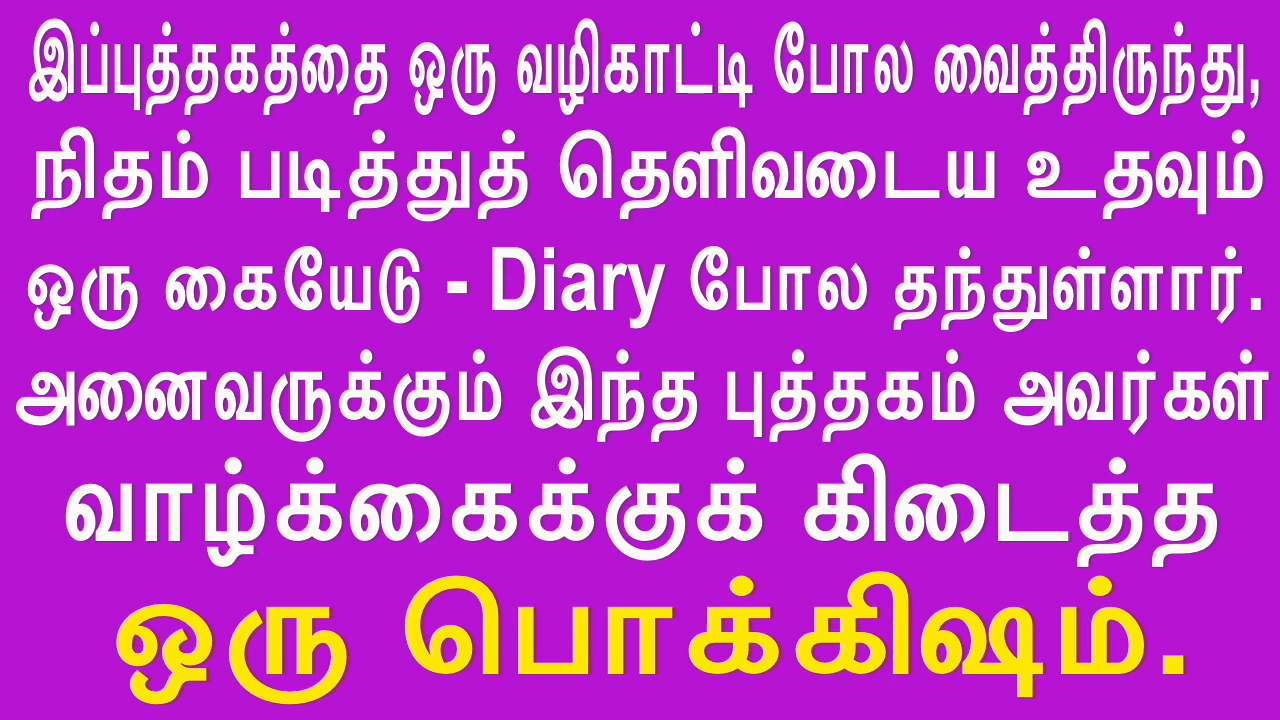 இப்புத்தகத்தை ஒரு வழிகாட்டி போல வைத்திருந்து,
நிதம் படித்துத் தெளிவடைய உதவும்
ஒரு கையேடு - Diary போல தந்துள்ளார்.
அனைவருக்கும் இந்த புத்தகம் அவர்கள்
வாழ்க்கைக்குக் கிடைத்த
ஒரு பொக்கிஷம்.